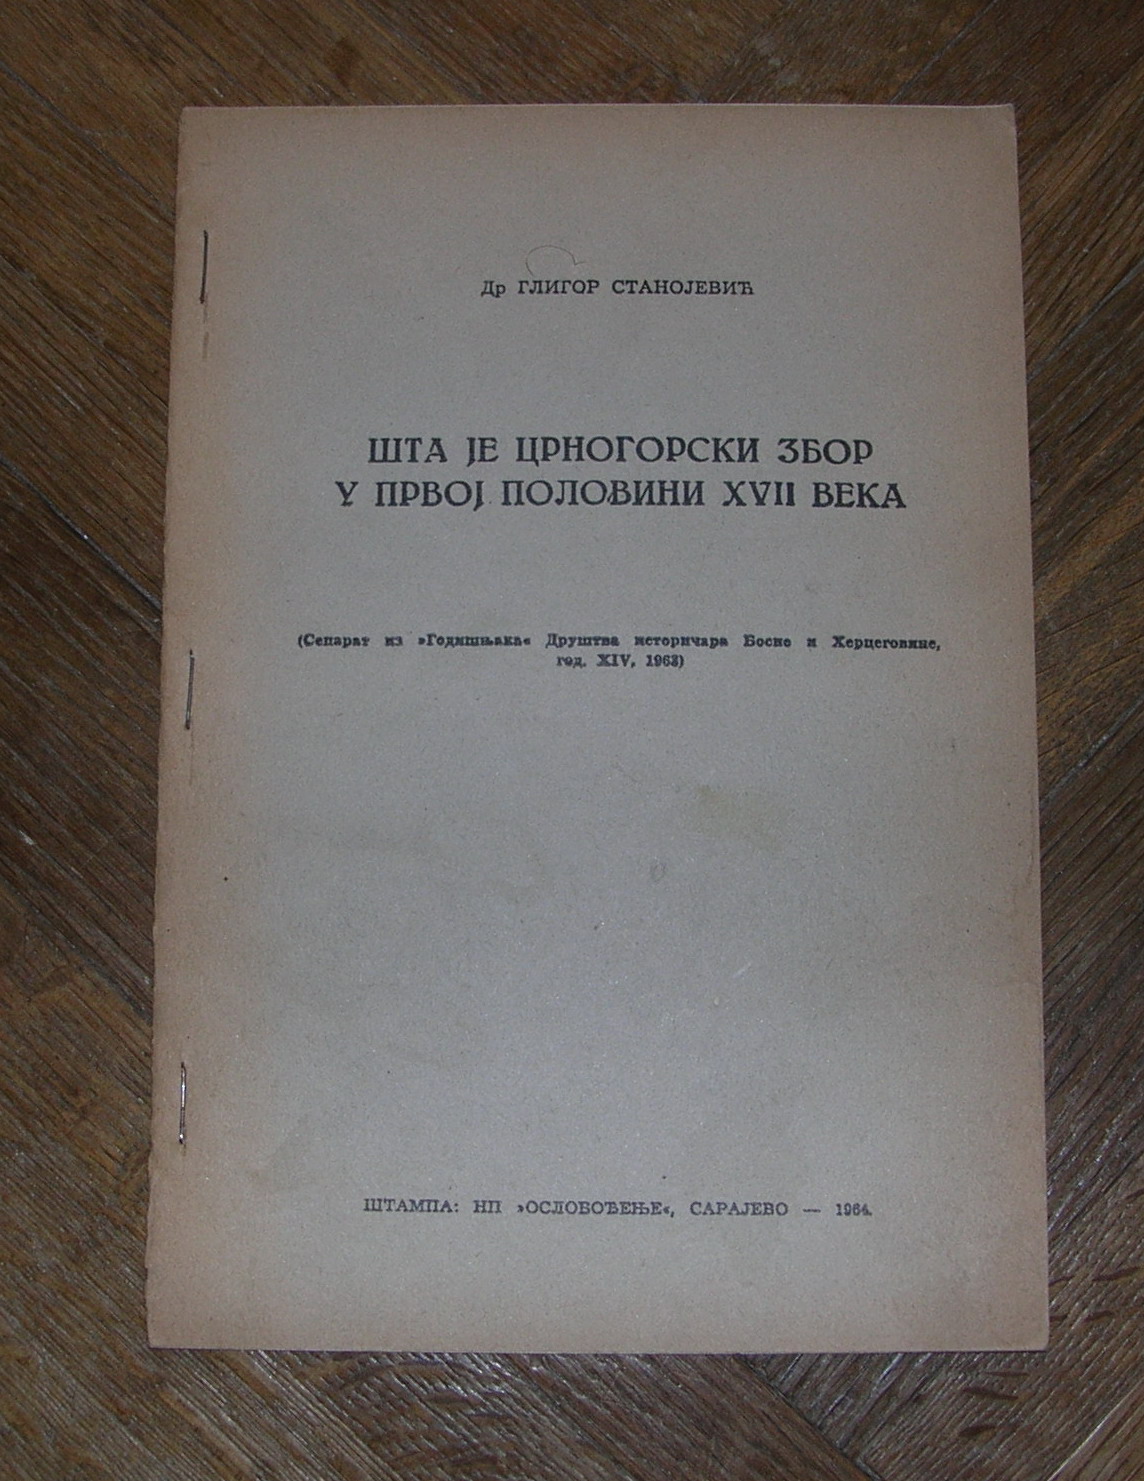 Др ГЛИГОР СТАНОЈЕВИЋ
ШТА ЈЕ ЦРНОГОРСКИ ЗБОР
У ПРВОЈ ПОЛОВИНИ XVII ВЕКА
(Сепарат из »Годишњака« Друштва историчара Босне и Херцеговине,
год. XIV, 1963)
ШТАМПА: НП »ОСЛОБОЂЕЊЕ«, САРАЈЕВО — 1964.